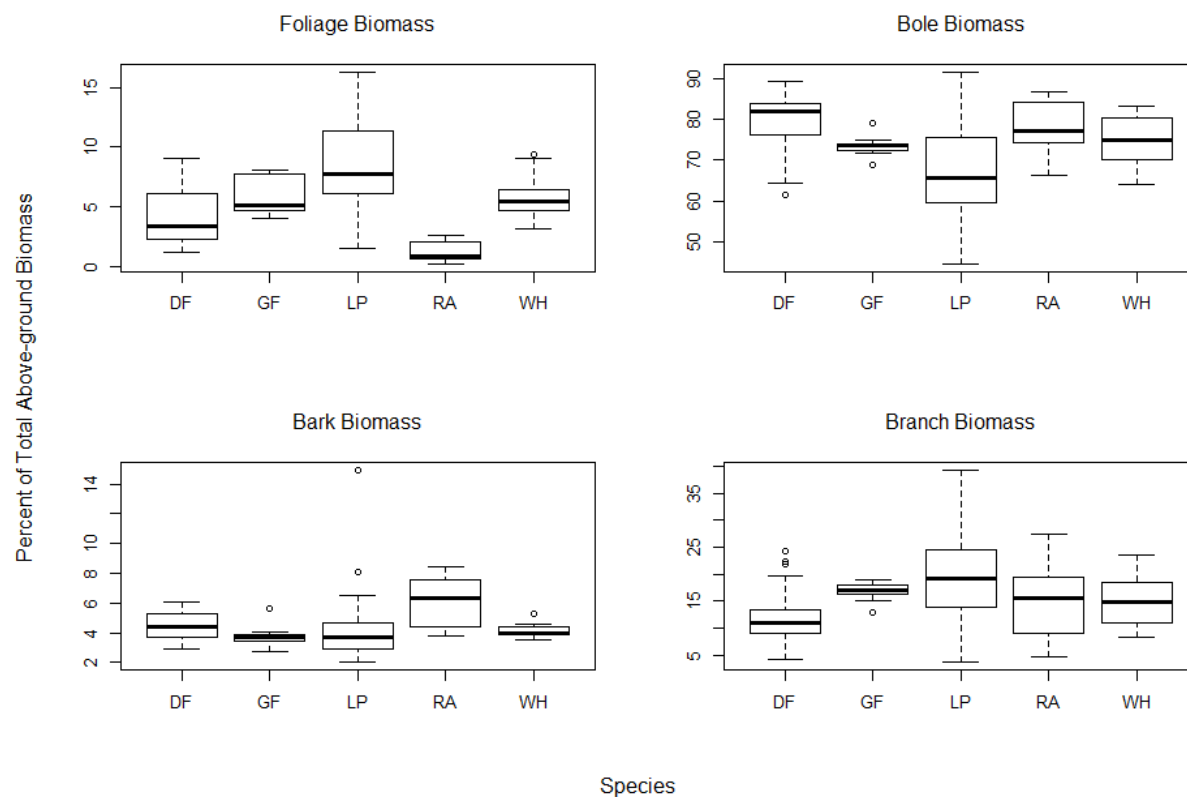 Foliage Biomass
15
10
5
0
DF GF LP RA WH
Bole Biomass
90
80
70
60
50
DF GF LP RA WH
Percent of Total Above-ground Biomass
Bark Biomass
14
10
8
6
4
2
DF GF LP RA WH
Branch Biomass
35
25
15
5
DF GF LP RA WH
Species